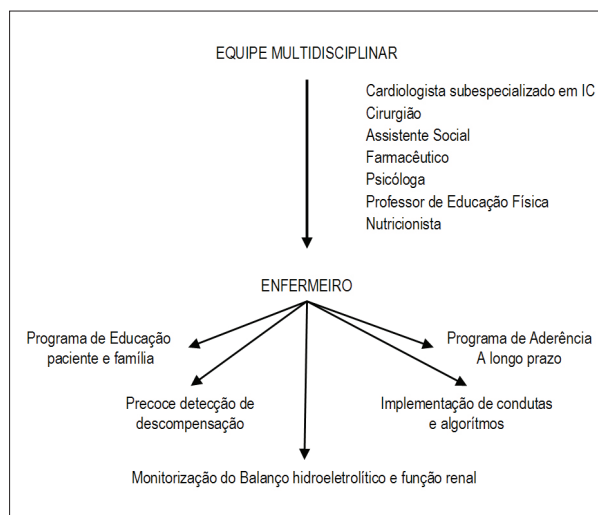 EQUIPE MULTIDISCIPLINAR
Cardiologista subespecializado em IC
Cirurgião
Assistente Social
Farmacêutico
Psicóloga
Professor de Educação Física
Nutricionista
ENFERMEIRO
Programa de Educação
paciente e família
Programa de Aderência
A longo prazo
Precoce detecção de
descompensação
Implementação de condutas
e algorítmos
Monitorização do Balanço hidroeletrolítico e função renal